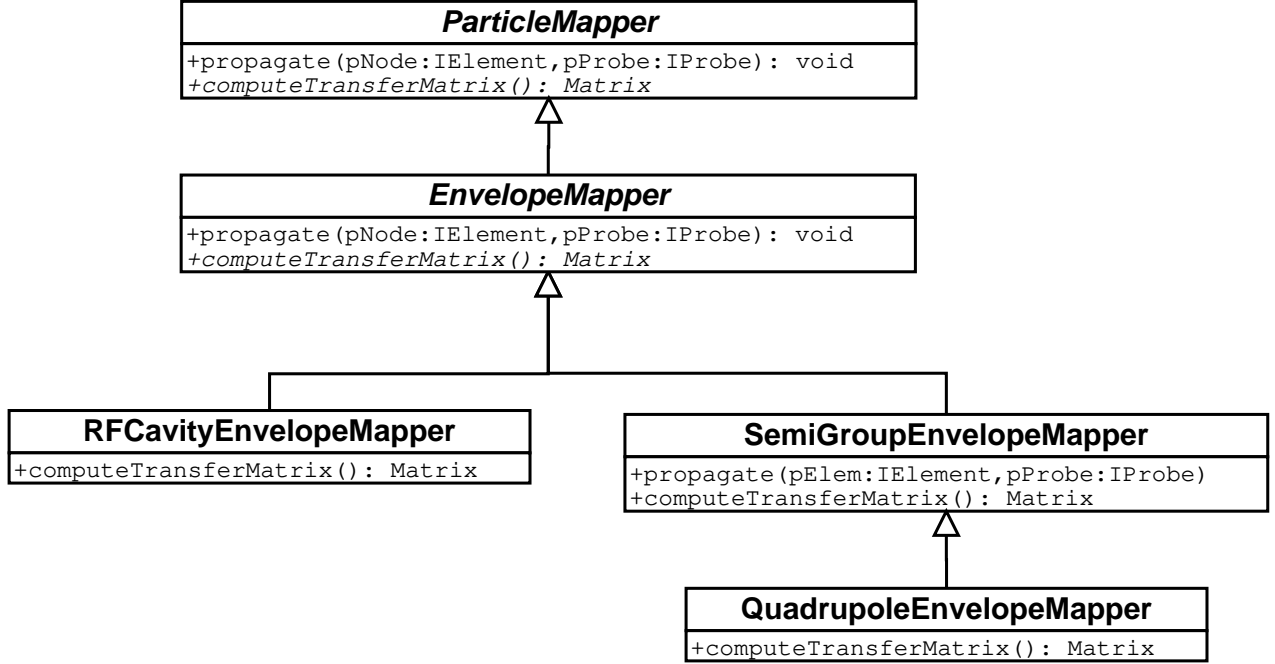 ParticleMapper
+propagate(pNode:IElement,pProbe:IProbe): void
+computeTransferMatrix(): Matrix
EnvelopeMapper
+propagate(pNode:IElement,pProbe:IProbe): void
+computeTransferMatrix(): Matrix
RFCavityEnvelopeMapper
+computeTransferMatrix(): Matrix
SemiGroupEnvelopeMapper
+propagate(pElem:IElement,pProbe:IProbe)
+computeTransferMatrix(): Matrix
QuadrupoleEnvelopeMapper
+computeTransferMatrix(): Matrix